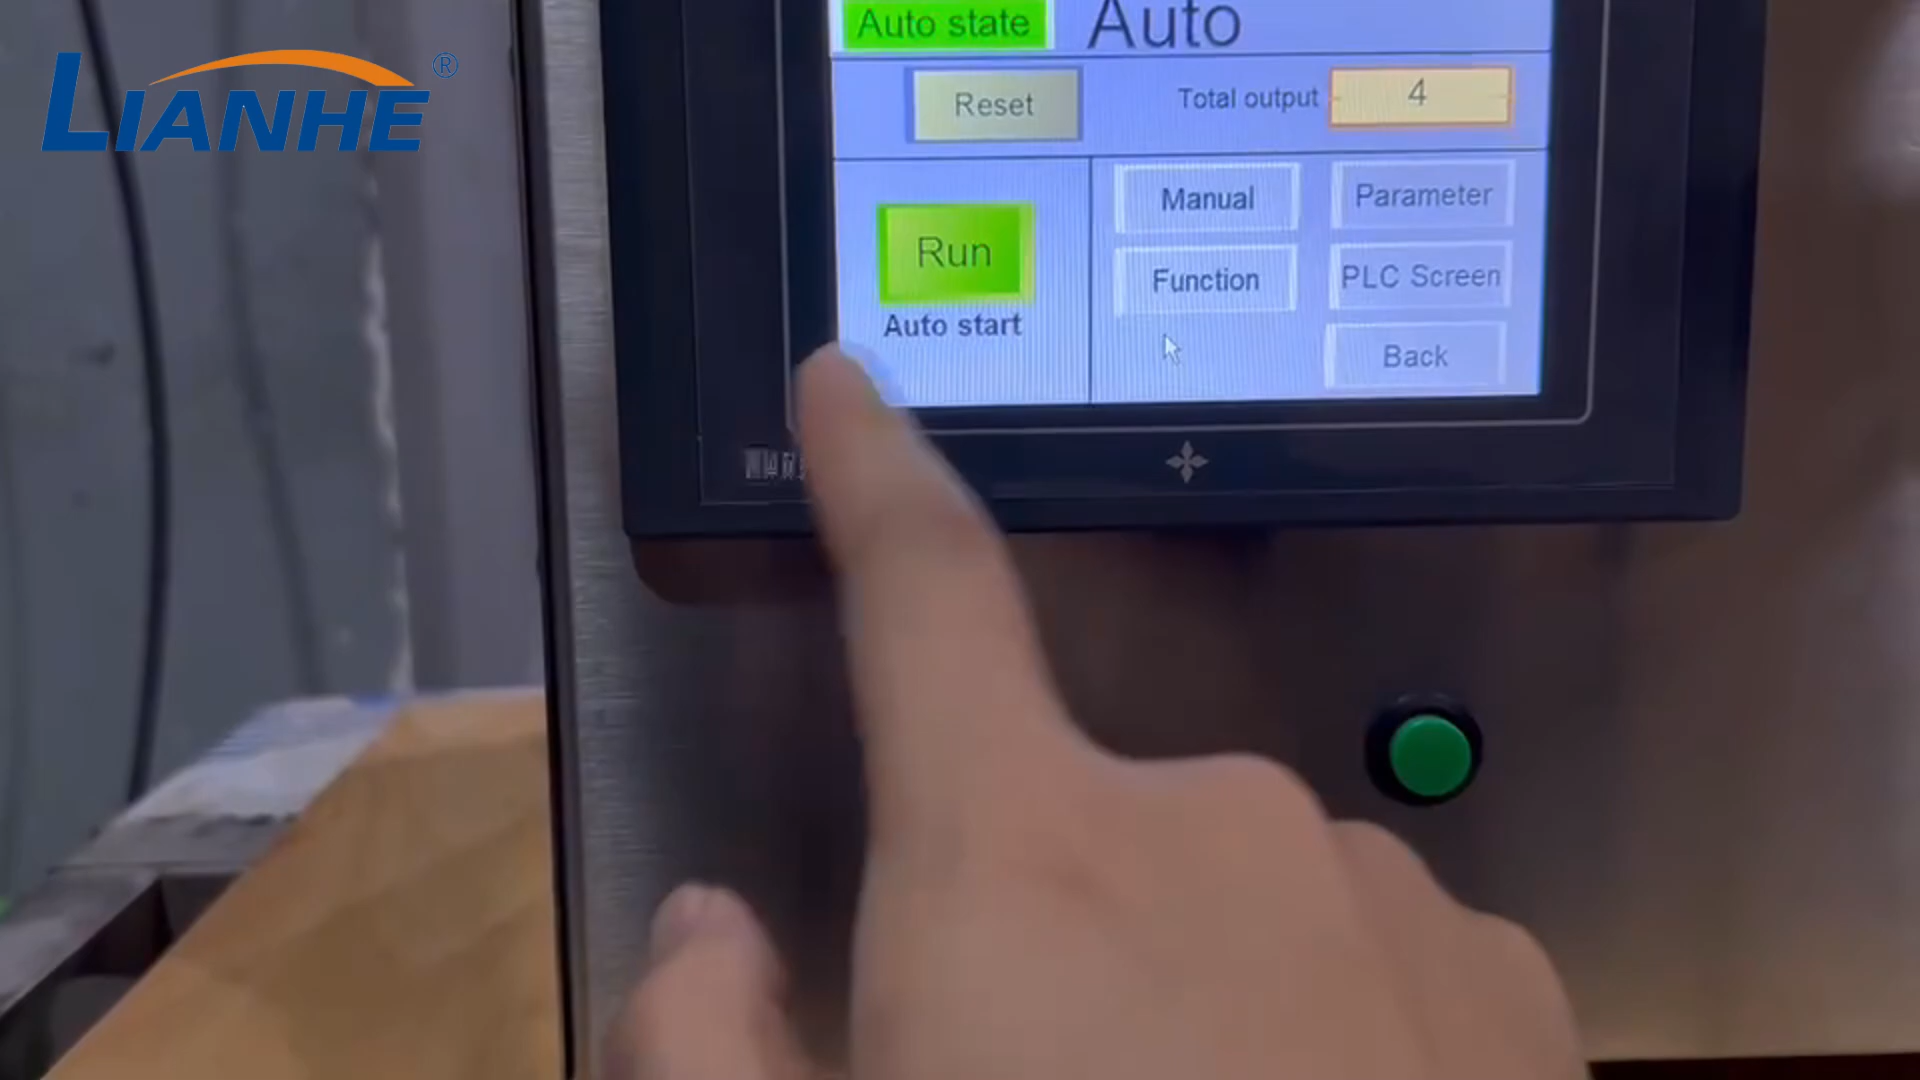 LIANHE®
Auto state
Auto
Reset
Total output
4
Run
Auto start
Manual
Parameter
Function
PLC Screen
Back